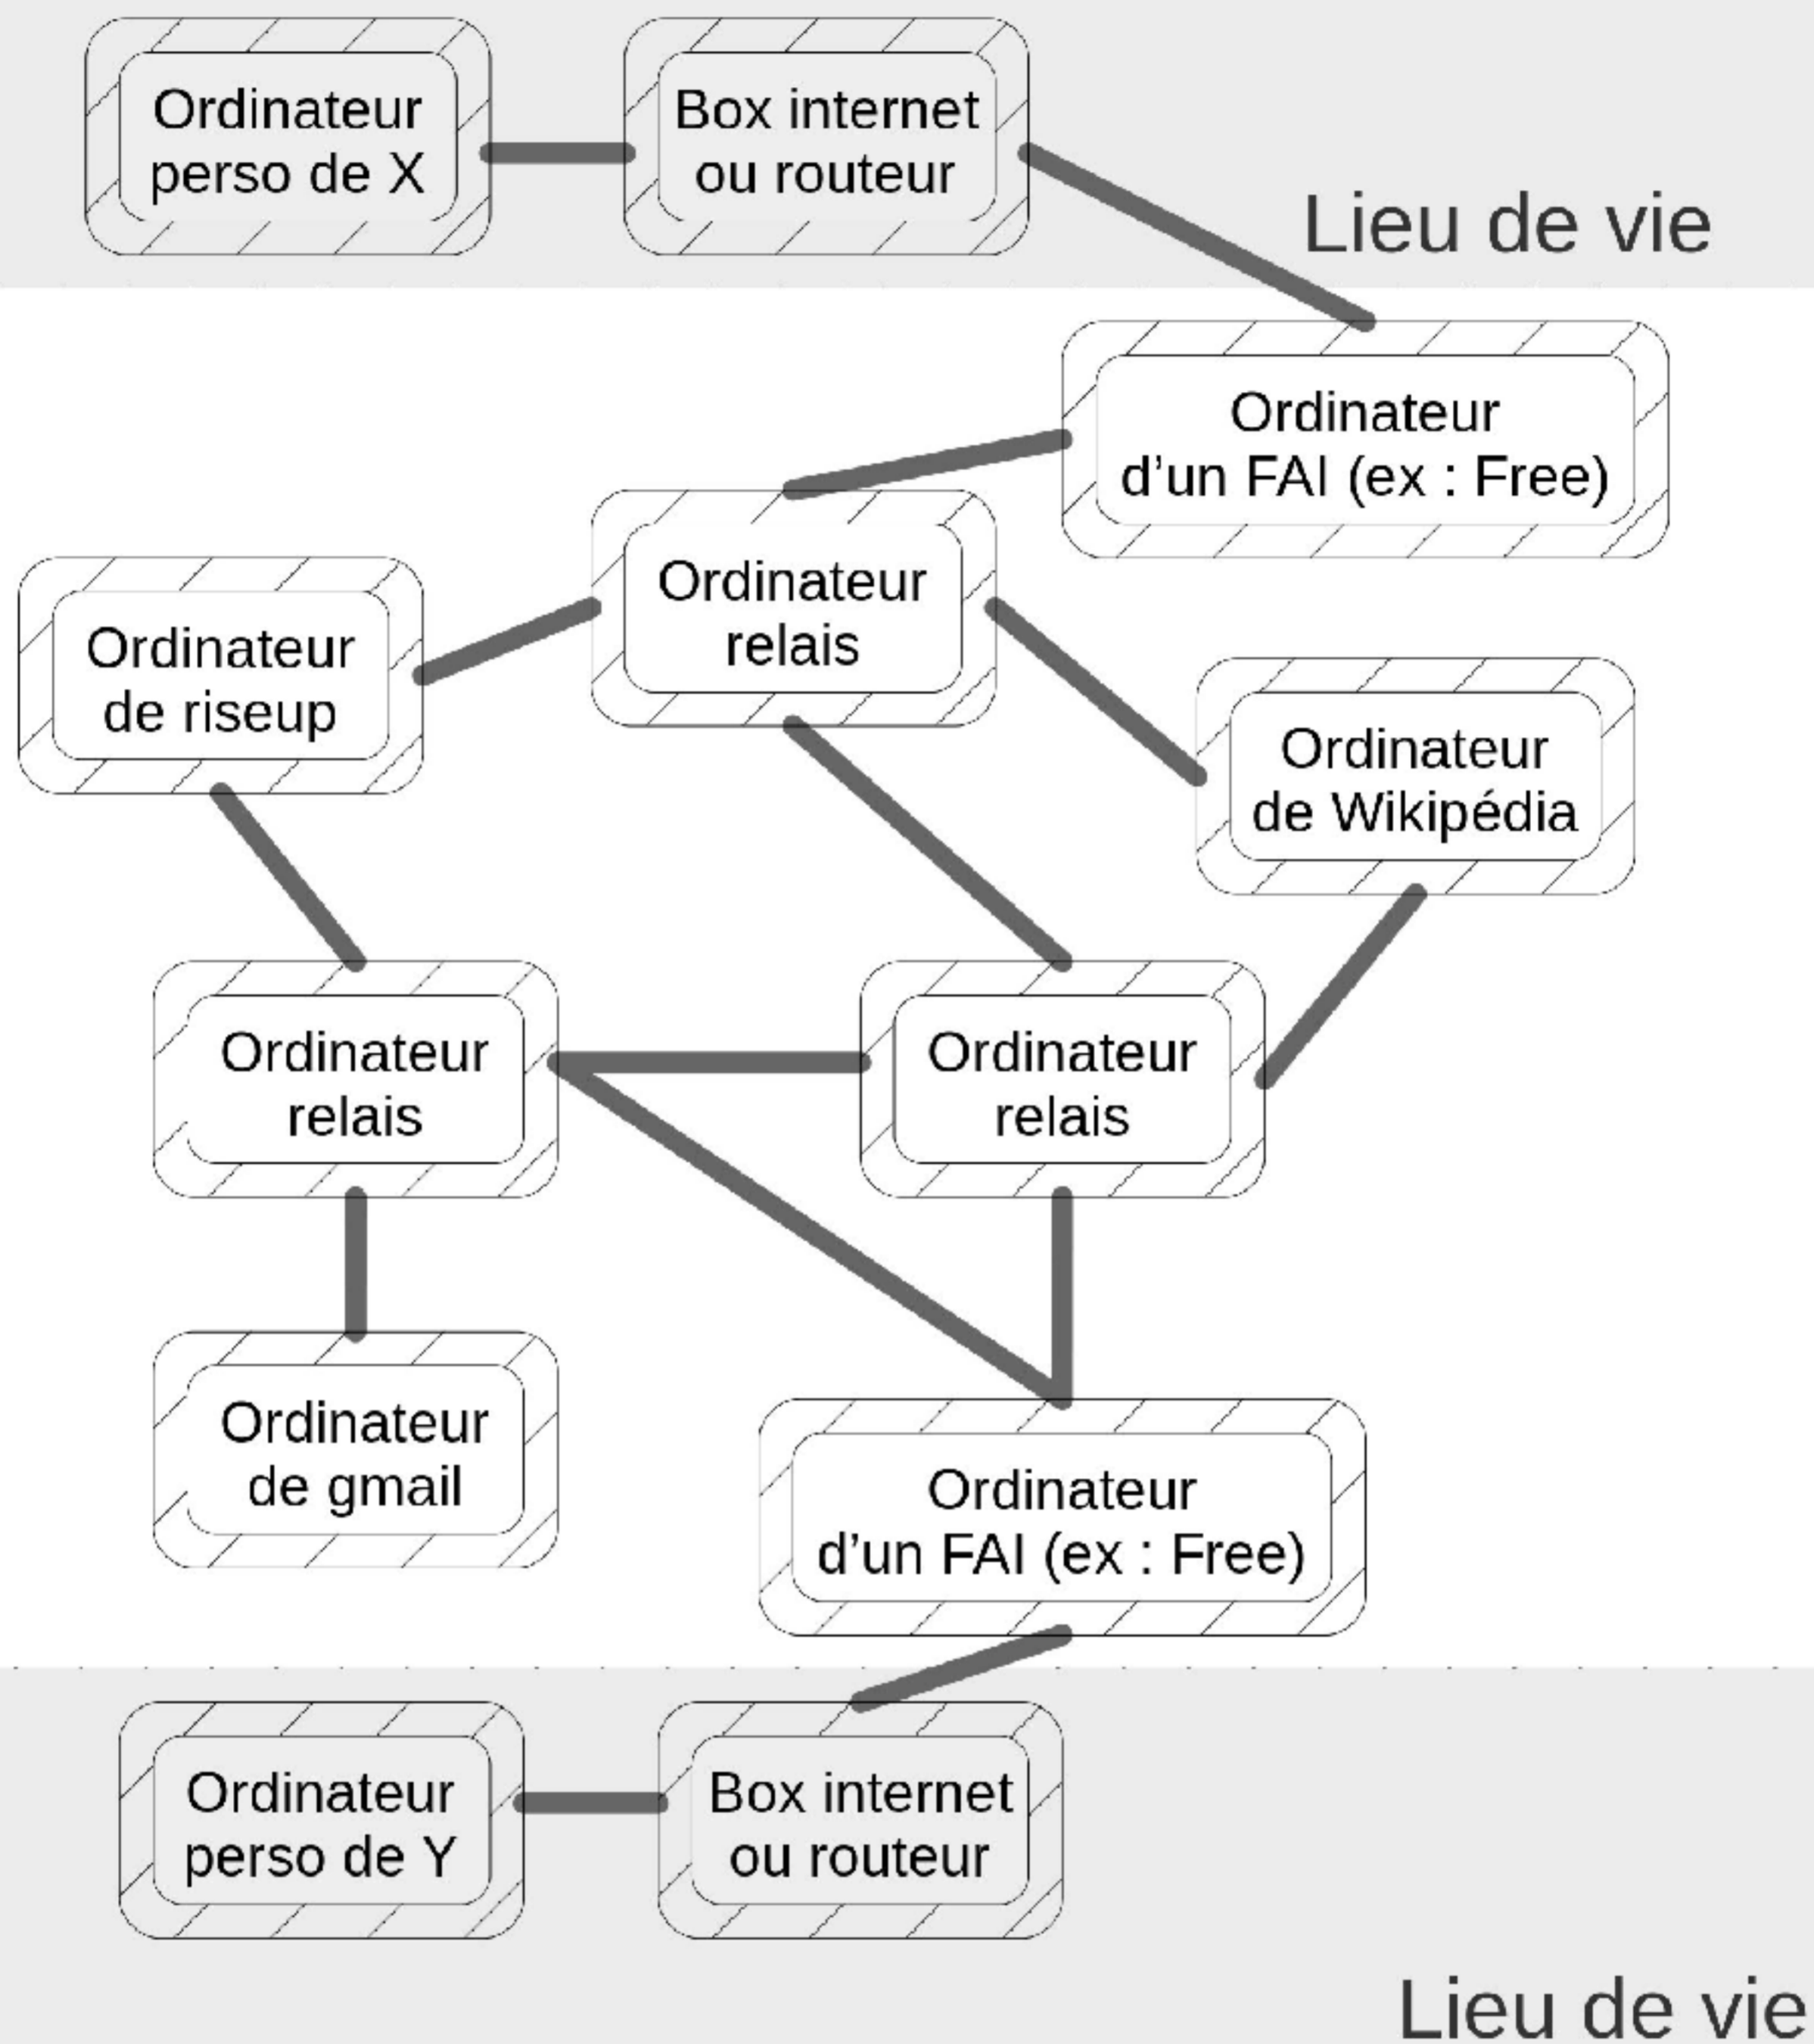 Ordinateur
perso de X
Box internet
ou routeur
Lieu de vie
Ordinateur
d’un FAI (ex : Free)
Ordinateur
relais
Ordinateur
de riseup
Ordinateur
de Wikipédia
Ordinateur
relais
Ordinateur
relais
Ordinateur
de gmail
Ordinateur
d’un FAI (ex : Free)
Ordinateur
perso de Y
Box internet
ou routeur
Lieu de vie